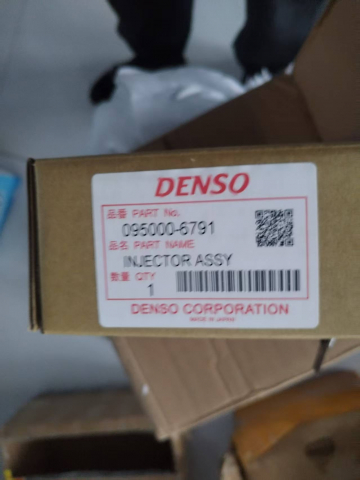 DENSO
品番 PART No.
095000-6791
品名 PART NAME
INJECTOR ASSY
数量 QTY
1
DENSO CORPORATION
MADE IN JAPAN